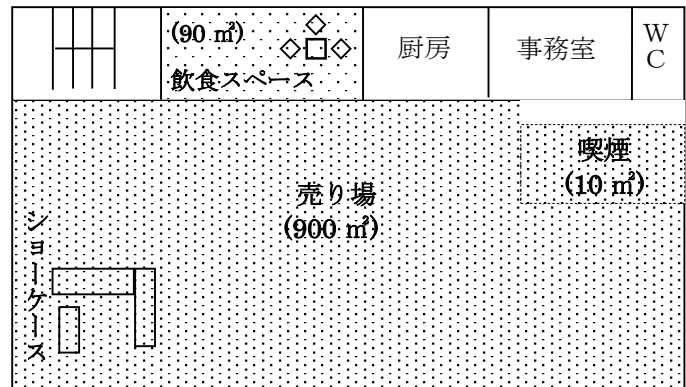 (90 ㎡)
飲食スペース
厨房
事務室
WC
喫煙
(10 ㎡)
売り場
(900 ㎡)
ショーケース